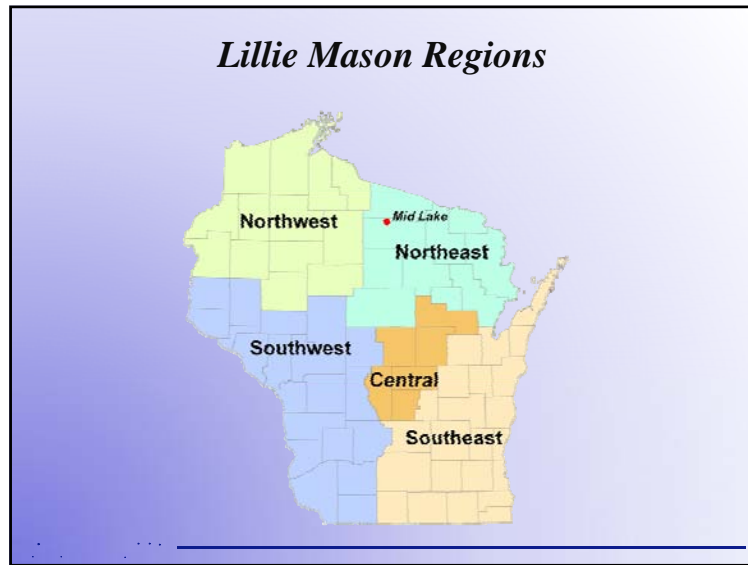 Lillie Mason Regions
Northwest
Mid Lake
Northeast
Southwest
Central
Southeast